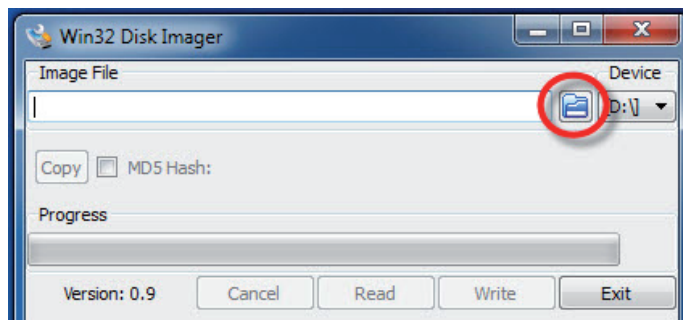 Win32 Disk Imager
Image File Device
[D:\]
Copy MD5 Hash:
Progress
Version: 0.9 Cancel Read Write Exit